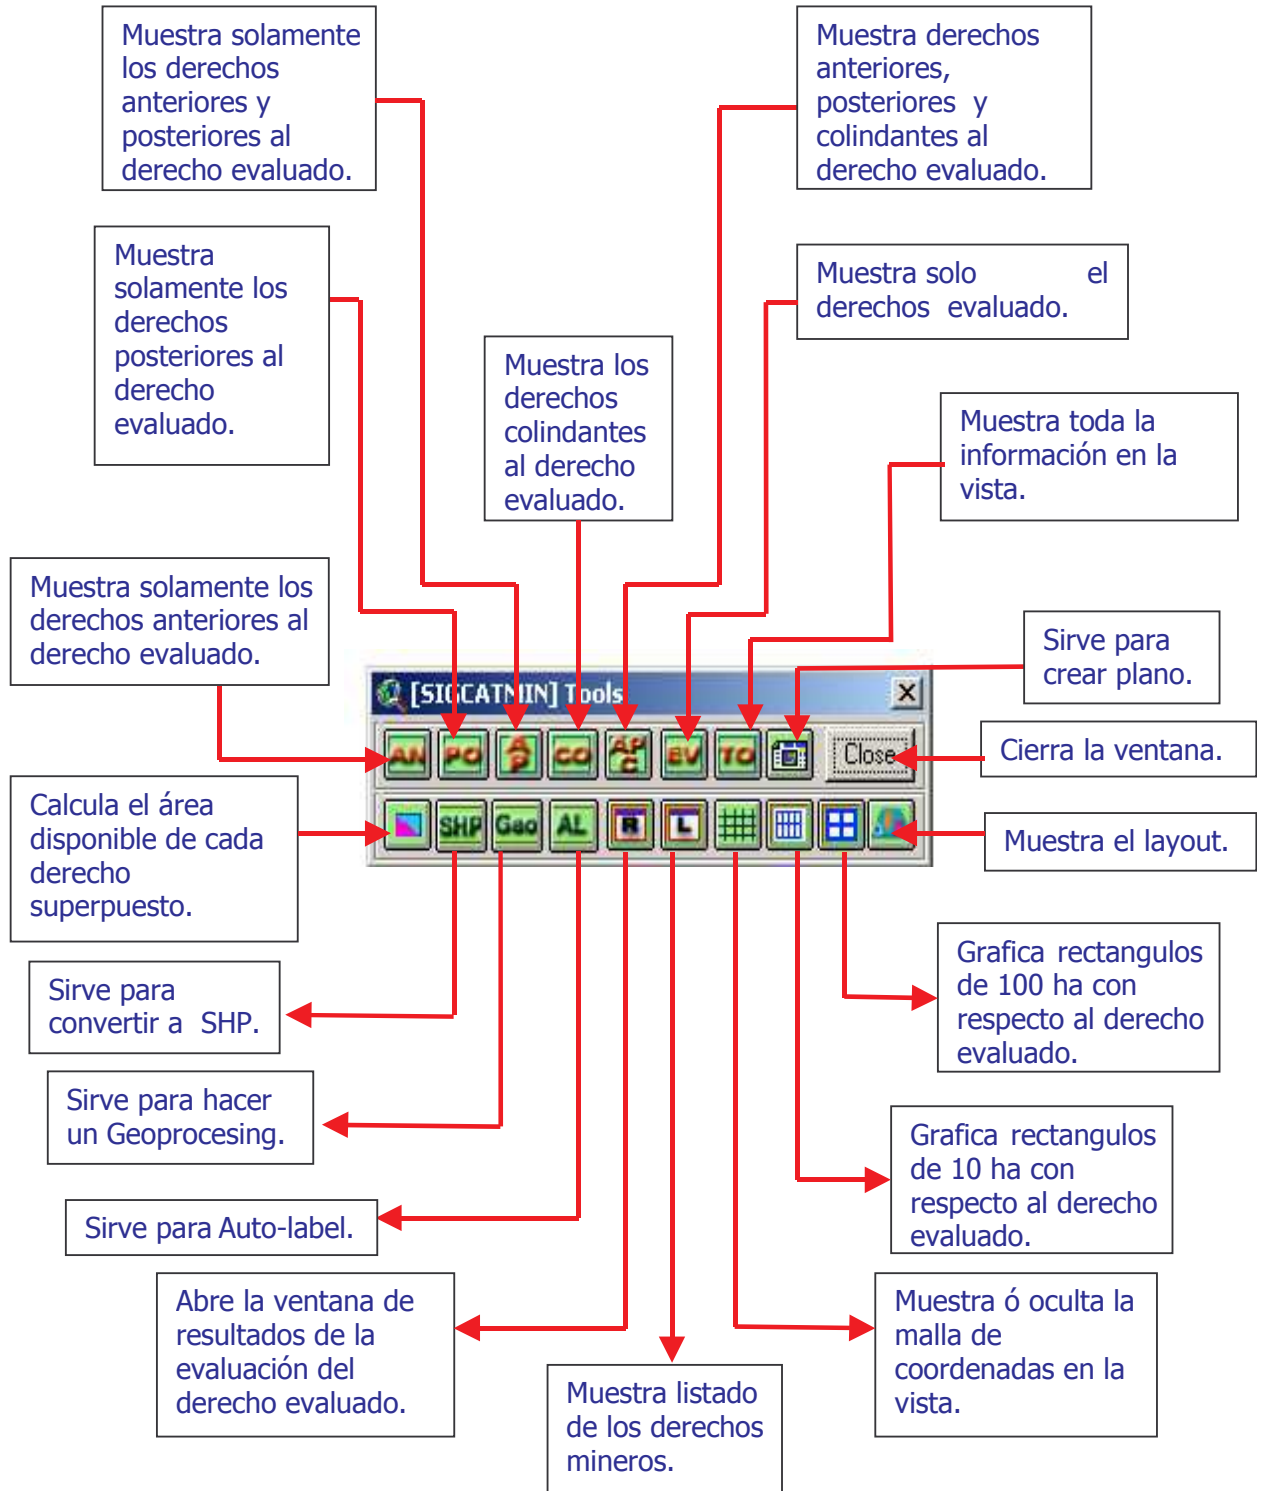 Muestra solamente
los derechos
anteriores y
posteriores al
derecho evaluado.
Muestra derechos
anteriores,
posteriores y
colindantes al
derecho evaluado.
Muestra
solamente los
derechos
posteriores al
derecho
evaluado.
Muestra solo el
derechos evaluado.
Muestra los
derechos
colindantes
al derecho
evaluado.
Muestra toda la
información en la
vista.
Muestra solamente los
derechos anteriores al
derecho evaluado.
Sirve para
crear plano.
[SIGCATMIN] Tools
AN PO AP CO APC EV TO Close
Cierra la ventana.
Calcula el área
disponible de cada
derecho
superpuesto.
SHP Geo AL R L
Muestra el layout.
Grafica rectangulos
de 100 ha con
respecto al derecho
evaluado.
Sirve para
convertir a SHP.
Sirve para hacer
un Geoprocesing.
Grafica rectangulos
de 10 ha con
respecto al derecho
evaluado.
Sirve para Auto-label.
Abre la ventana de
resultados de la
evaluación del
derecho evaluado.
Muestra ó oculta la
malla de
coordenadas en la
vista.
Muestra listado
de los derechos
mineros.